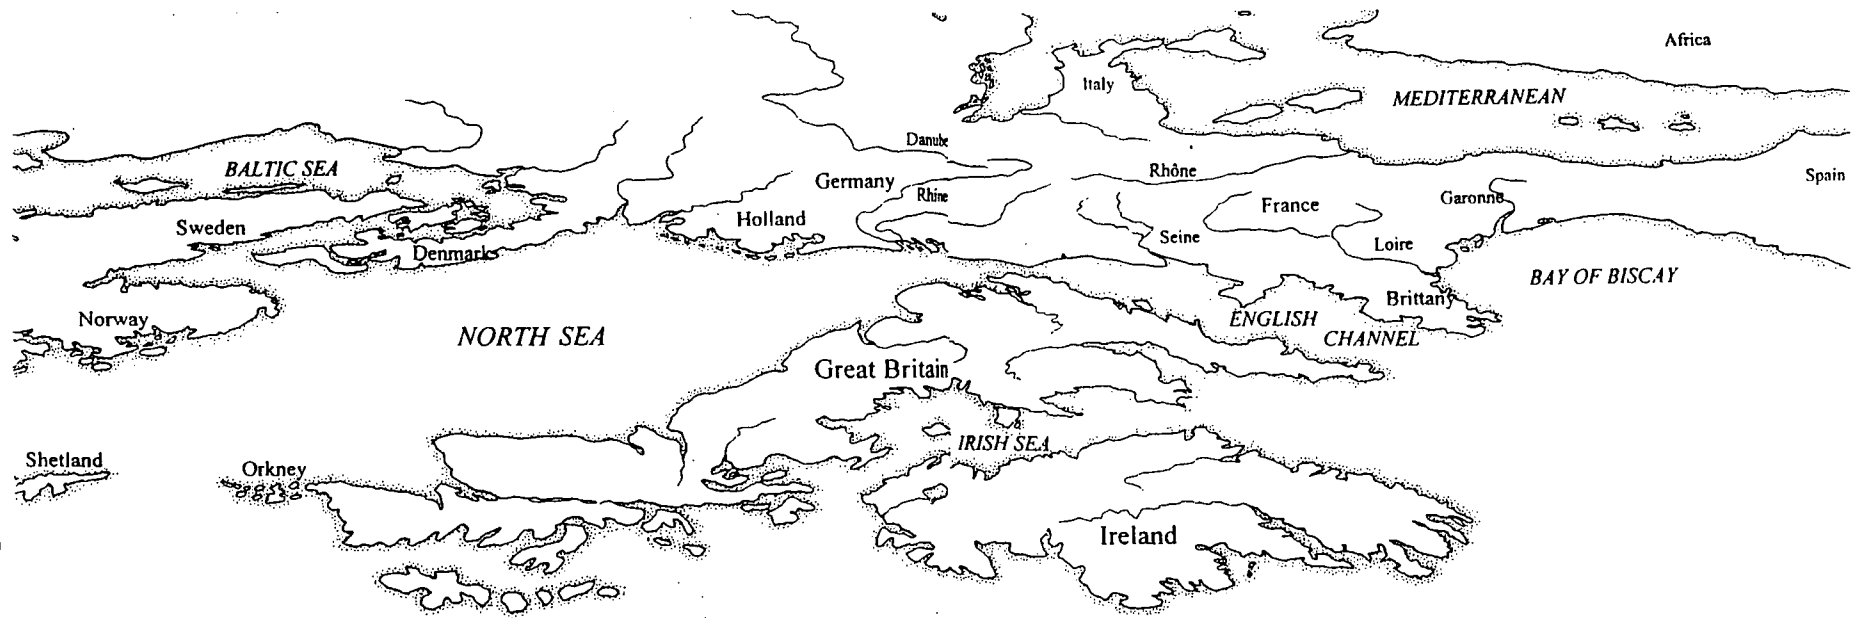 Africa
Italy
MEDITERRANEAN
Danube
BALTIC SEA
Rhône
Spain
Germany
Rhine
Garonne
France
Holland
Sweden
Seine
Loire
Denmark
BAY OF BISCAY
Brittany
Norway
ENGLISH
CHANNEL
NORTH SEA
Great Britain
IRISH SEA
Shetland
Orkney
Ireland